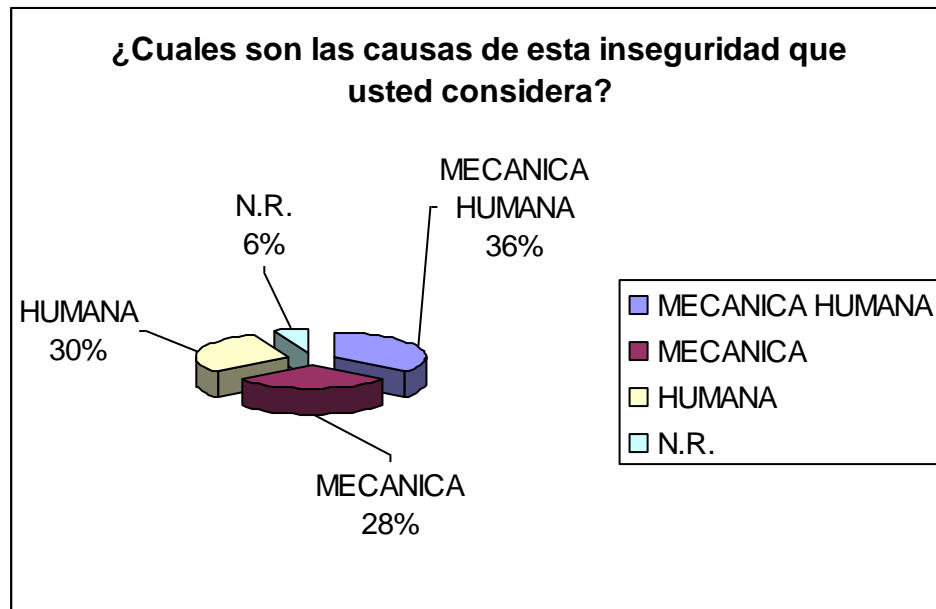 ¿Cuales son las causas de esta inseguridad que
usted considera?
MECANICA
HUMANA
36%
N.R.
6%
HUMANA
30%
MECANICA
28%
MECANICA HUMANA
MECANICA
HUMANA
N.R.